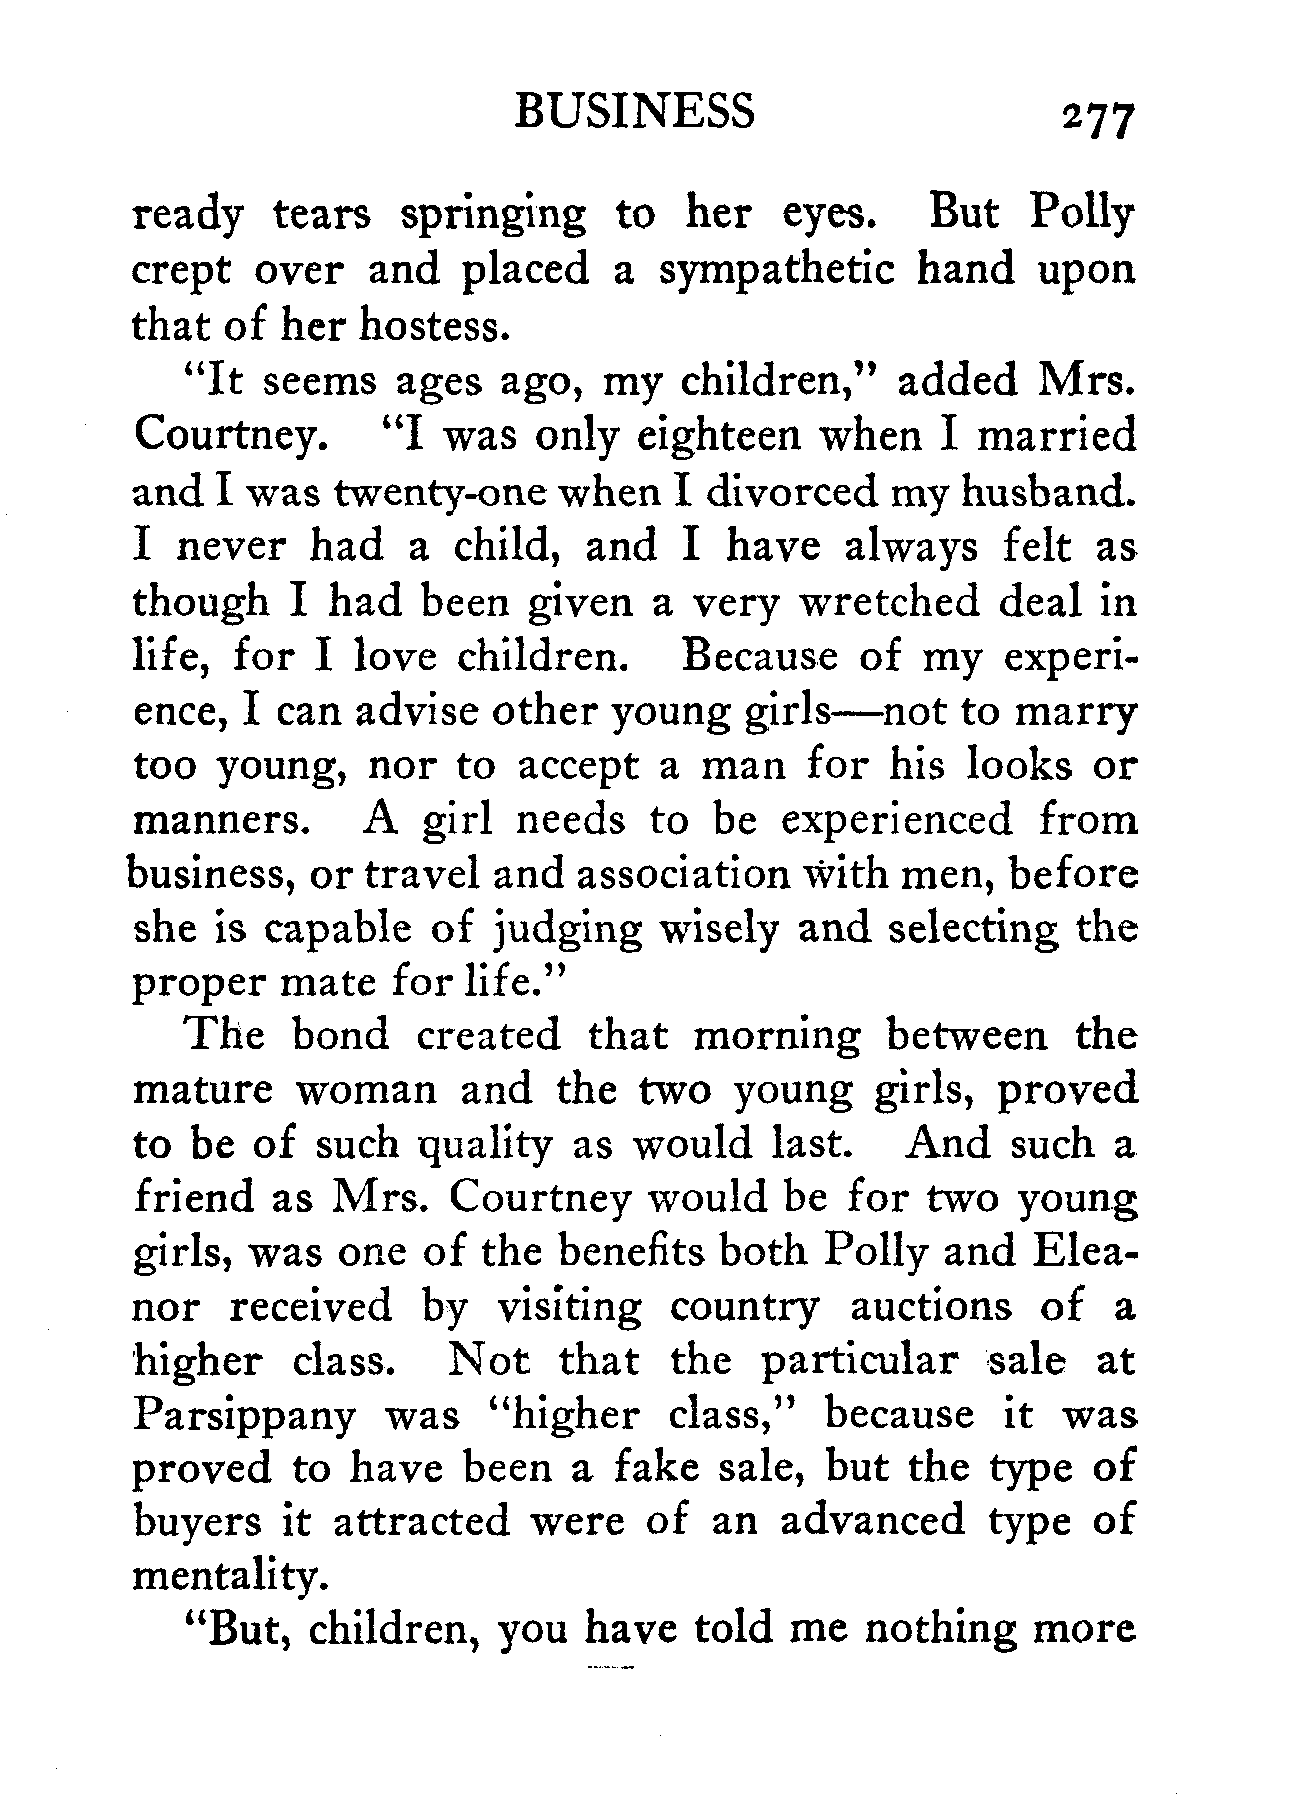 BUSINESS 277
ready tears springing to her eyes. But Polly
crept over and placed a sympathetic hand upon
that of her hostess.
“It seems ages ago, my children,” added Mrs.
Courtney. “I was only eighteen when I married
and I was twenty-one when I divorced my husband.
I never had a child, and I have always felt as
though I had been given a very wretched deal in
life, for I love children. Because of my experi-
ence, I can advise other young girls—not to marry
too young, nor to accept a man for his looks or
manners. A girl needs to be experienced from
business, or travel and association with men, before
she is capable of judging wisely and selecting the
proper mate for life.”
The bond created that morning between the
mature woman and the two young girls, proved
to be of such quality as would last. And such a
friend as Mrs. Courtney would be for two young
girls, was one of the benefits both Polly and Elea-
nor received by visiting country auctions of a
higher class. Not that the particular sale at
Parsippany was “higher class,” because it was
proved to have been a fake sale, but the type of
buyers it attracted were of an advanced type of
mentality.
“But, children, you have told me nothing more